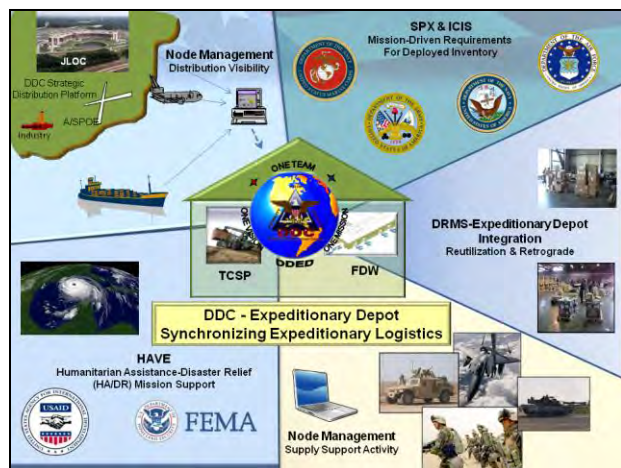 JLOC
Node Management
Distribution Visibility
DDC Strategic
Distribution Platform
A/SPOE
Industry
SPX & ICIS
Mission-Driven Requirements
For Deployed Inventory
DRMS-Expeditionary Depot
Integration
Reutilization & Retrograde
ONE TEAM
DDC
DDED
TCSP
FDW
DDC - Expeditionary Depot
Synchronizing Expeditionary Logistics
HAVE
Humanitarian Assistance-Disaster Relief
(HA/DR) Mission Support
USAID
FEMA
Node Management
Supply Support Activity